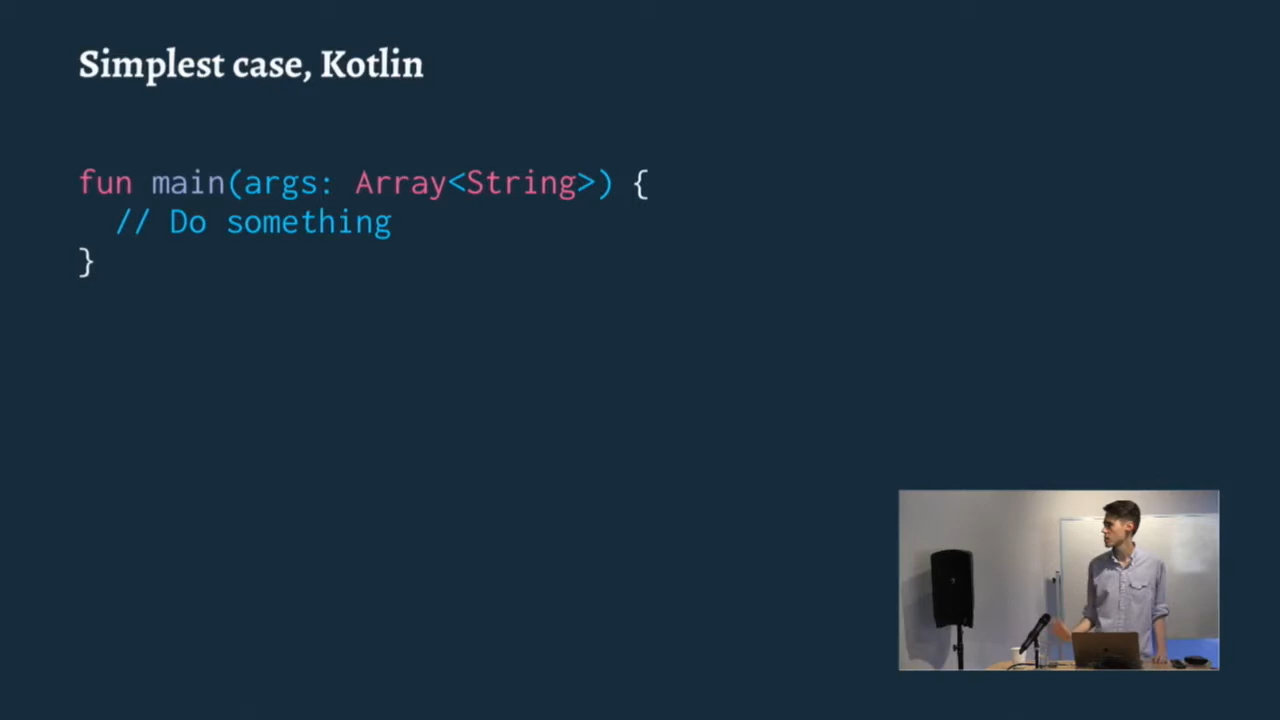 Simplest case, Kotlin
fun main(args: Array<String>) {
  // Do something
}